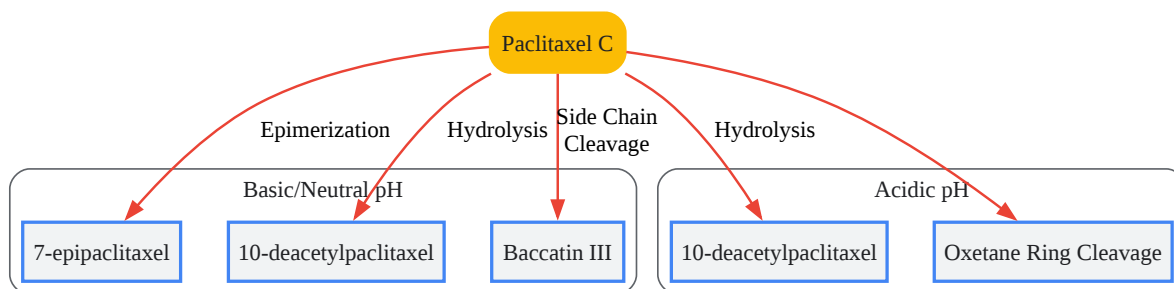 Paclitaxel C
Epimerization
Hydrolysis
Side Chain
Cleavage
Hydrolysis
Basic/Neutral pH
Acidic pH
7-epipaclitaxel
10-deacetylpaclitaxel
Baccatin III
10-deacetylpaclitaxel
Oxetane Ring Cleavage